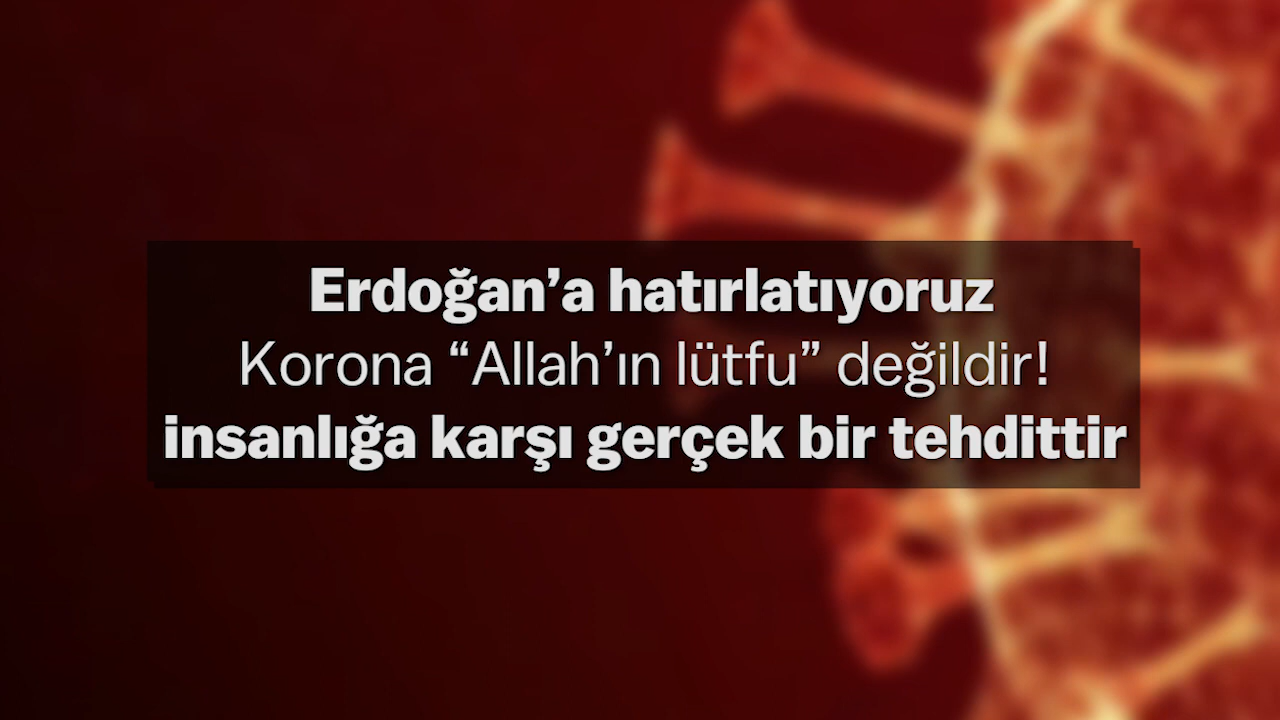 Erdoğan’a hatırlatıyoruz
Korona “Allah’ın lütfu” değildir!
insanlığa karşı gerçek bir tehdittir